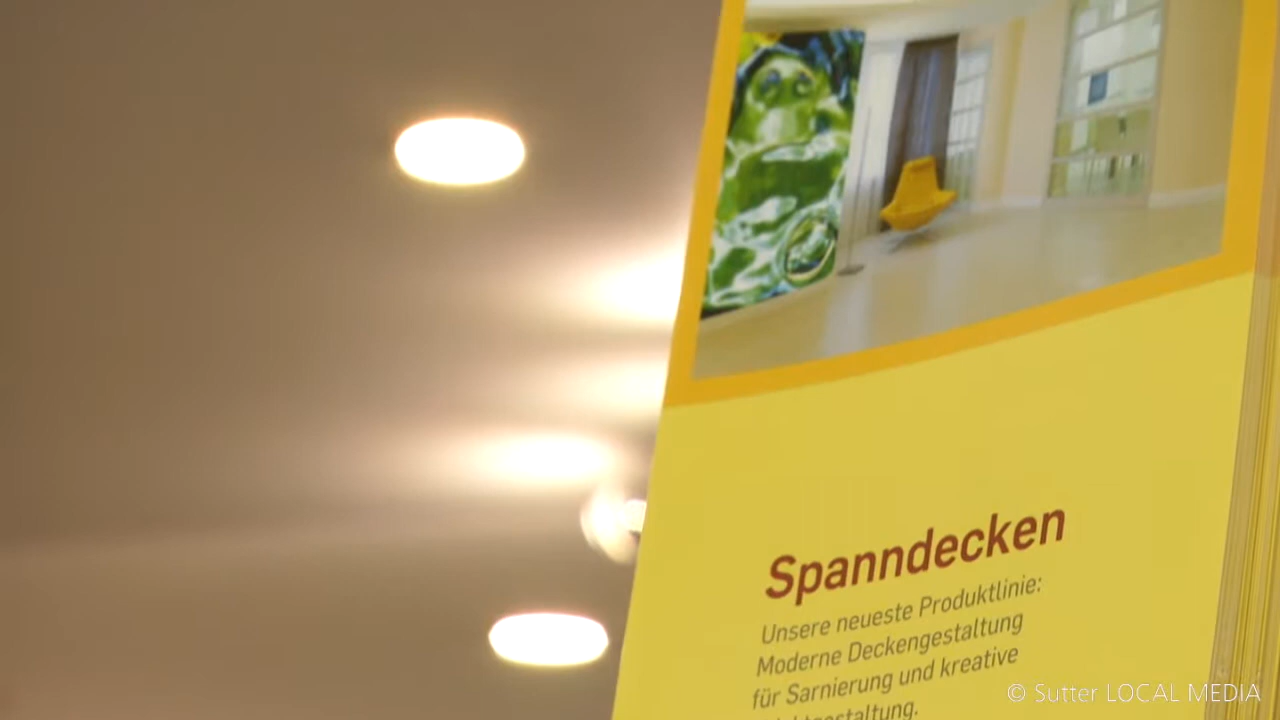 Spanndecken
Unsere neueste Produktlinie:
Moderne Deckengestaltung
für Sarnierung und kreative
© Sutter LOCAL MEDIA